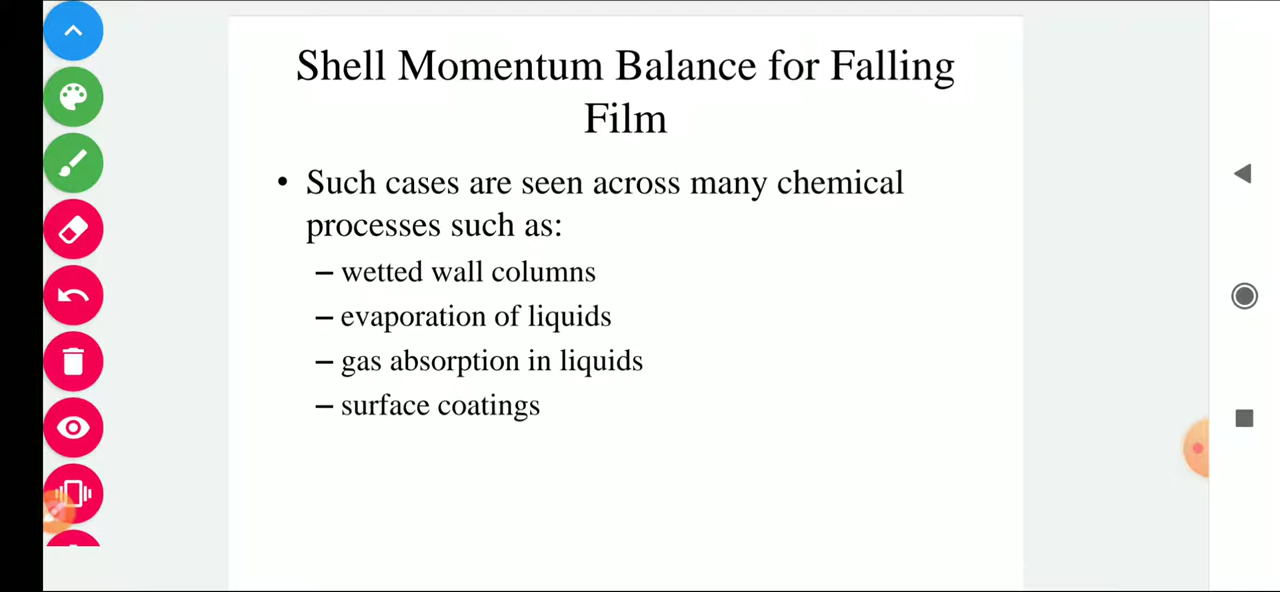 Shell Momentum Balance for Falling
Film
• Such cases are seen across many chemical
processes such as:
– wetted wall columns
– evaporation of liquids
– gas absorption in liquids
– surface coatings